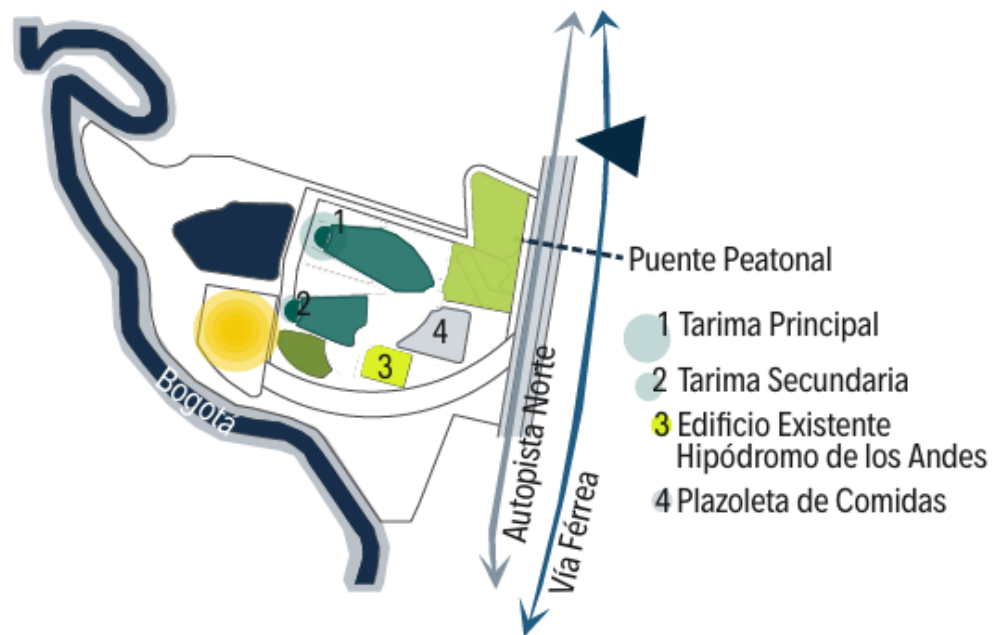 1
2
3
4
Bogotá
Autopista Norte
Vía Férrea
Puente Peatonal
1 Tarima Principal
2 Tarima Secundaria
3 Edificio Existente
Hipódromo de los Andes
4 Plazoleta de Comidas